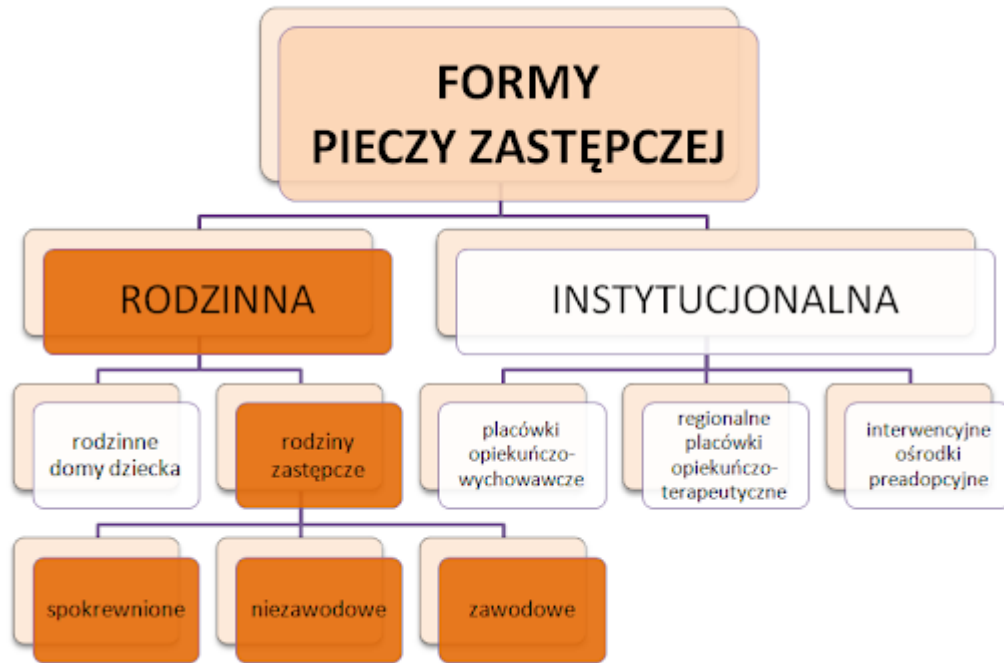 FORMY
PIECZY ZASTĘPCZEJ
RODZINNA
INSTYTUCJONALNA
rodzinne
domy dziecka
rodziny
zastępcze
placówki
opiekuńczo-
wychowawcze
regionalne
placówki
opiekuńczo-
terapeutyczne
interwencyjne
ośrodki
preadopcyjne
spokrewnione
niezawodowe
zawodowe